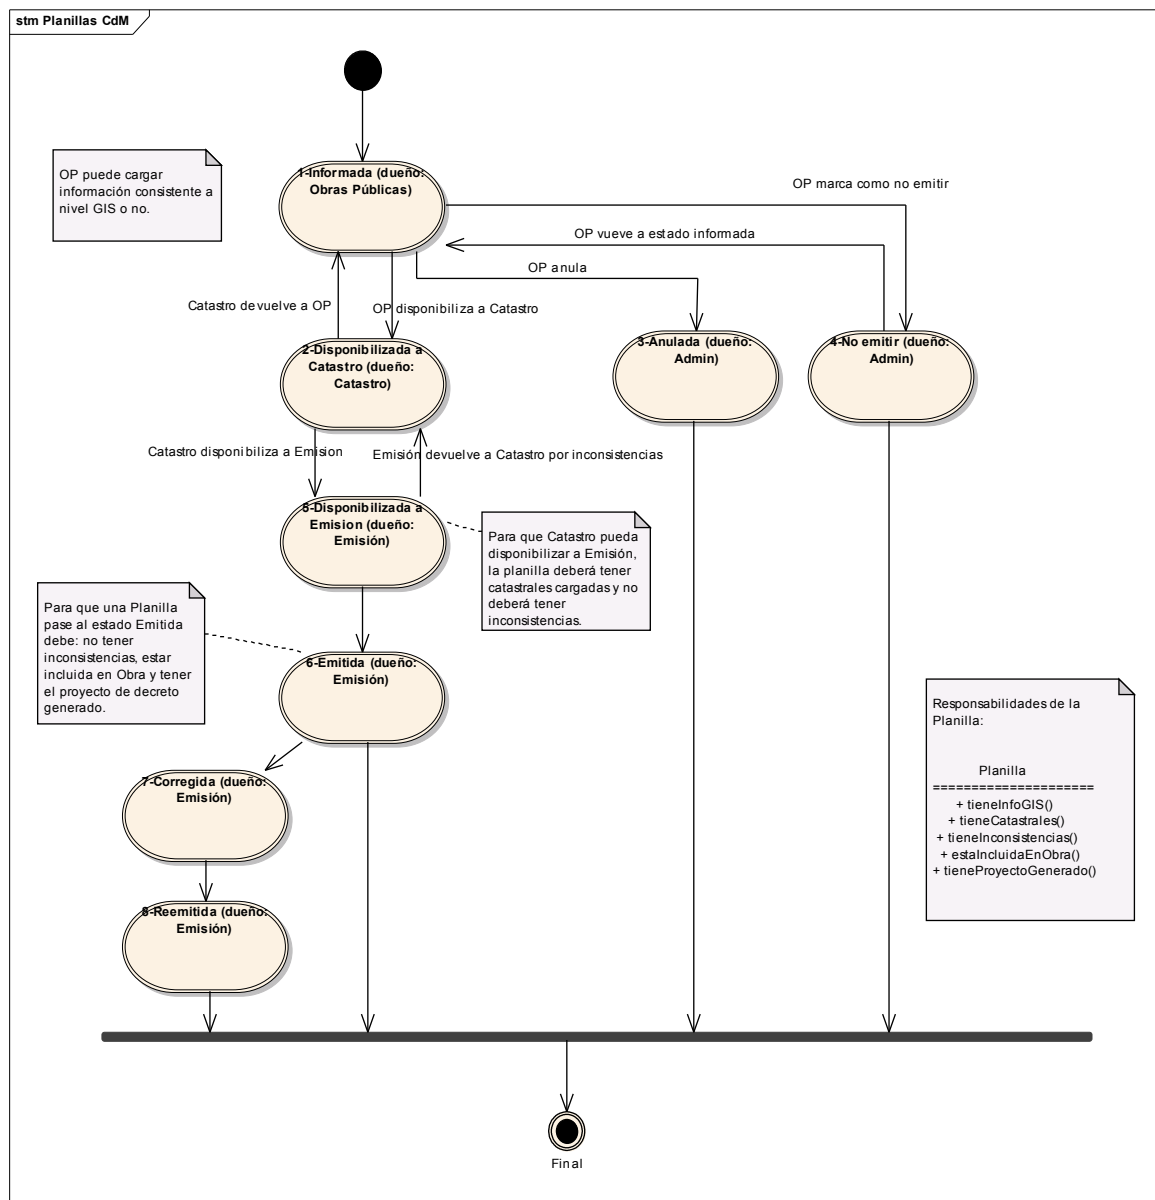 stm Planillas CdM
OP puede cargar
información consistente a
nivel GIS o no.
1-Informada (dueño:
Obras Públicas)
OP marca como no emitir
OP vueve a estado informada
OP anula
Catastro devuelve a OP
OP disponibiliza a Catastro
2-Disponibilizada a
Catastro (dueño:
Catastro)
3-Anulada (dueño:
Admin)
4-No emitir (dueño:
Admin)
Catastro disponibiliza a Emision
Emisión devuelve a Catastro por inconsistencias
5-Disponibilizada a
Emision (dueño:
Emisión)
Para que Catastro pueda
disponibilizar a Emisión,
la planilla deberá tener
catastrales cargadas y no
deberá tener
inconsistencias.
Para que una Planilla
pase al estado Emitida
debe: no tener
inconsistencias, estar
incluida en Obra y tener
el proyecto de decreto
generado.
6-Emitida (dueño:
Emisión)
Responsabilidades de la
Planilla:
Planilla
=====================
+ tieneInfoGIS()
+ tieneCatastrales()
+ tieneInconsistencias()
+ estaIncluidaEnObra()
+ tieneProyectoGenerado()
7-Corregida (dueño:
Emisión)
8-Reemitida (dueño:
Emisión)
Final